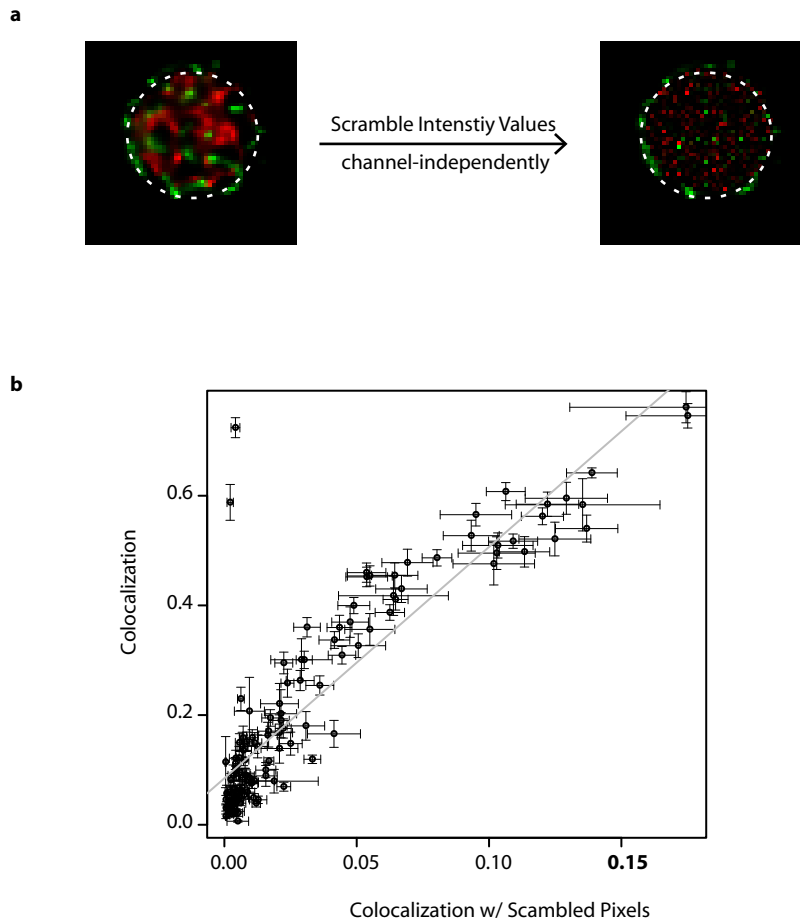 a
Scramble Intenstiy Values
channel-independently
b
Colocalization
0.6
0.4
0.2
0.0
0.00 0.05 0.10 0.15
Colocalization w/ Scambled Pixels